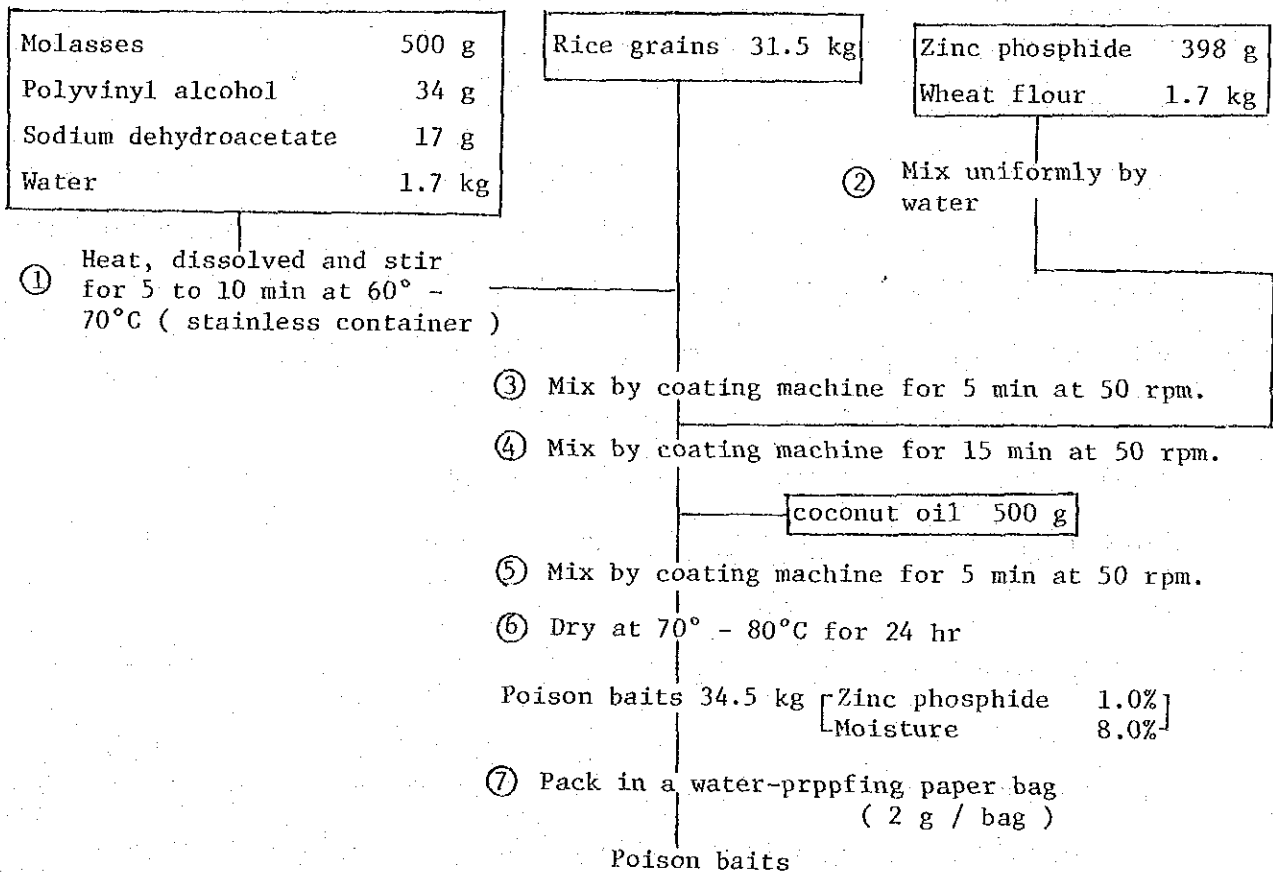 Molasses 500 g
Polyvinyl alcohol 34 g
Sodium dehydroacetate 17 g
Water 1.7 kg
Rice grains 31.5 kg
Zinc phosphide 398 g
Wheat flour 1.7 kg
② Mix uniformly by
water
① Heat, dissolved and stir
for 5 to 10 min at 60° -
70°C ( stainless container )
③ Mix by coating machine for 5 min at 50 rpm.
④ Mix by coating machine for 15 min at 50 rpm.
coconut oil 500 g
⑤ Mix by coating machine for 5 min at 50 rpm.
⑥ Dry at 70° - 80°C for 24 hr
Poison baits 34.5 kg Zinc phosphide 1.0%
Moisture 8.0%
⑦ Pack in a water-prppfing paper bag
( 2 g / bag )
Poison baits